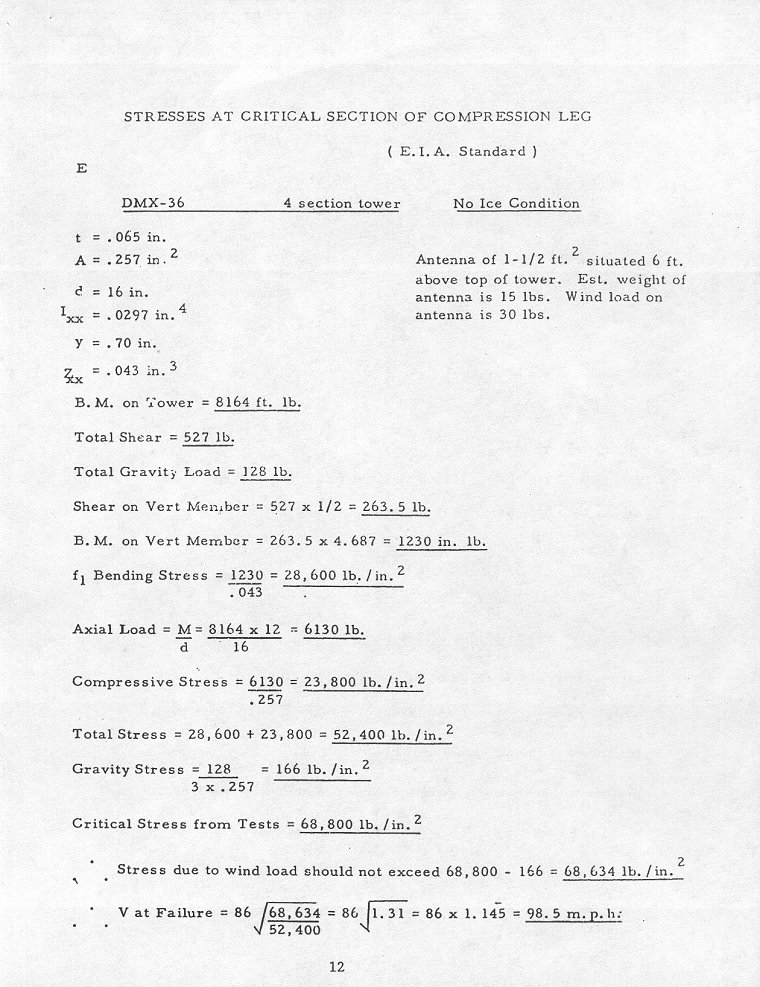 STRESSES AT CRITICAL SECTION OF COMPRESSION LEG
( E.I.A. Standard )
E
DMX-36 4 section tower No Ice Condition
t = .065 in.
A = .257 in.²
d = 16 in.
Ixx = .0297 in.⁴
y = .70 in.
Zxx = .043 in.³
Antenna of 1-1/2 ft.² situated 6 ft.
above top of tower. Est. weight of
antenna is 15 lbs. Wind load on
antenna is 30 lbs.
B.M. on Tower = 8164 ft. lb.
Total Shear = 527 lb.
Total Gravity Load = 128 lb.
Shear on Vert Member = 527 x 1/2 = 263.5 lb.
B.M. on Vert Member = 263.5 x 4.687 = 1230 in. lb.
f1 Bending Stress = 1230 = 28,600 lb./in.²
.043
Axial Load = M = 8164 x 12 = 6130 lb.
d 16
Compressive Stress = 6130 = 23,800 lb./in.²
.257
Total Stress = 28,600 + 23,800 = 52,400 lb./in.²
Gravity Stress = 128 = 166 lb./in.²
3 x .257
Critical Stress from Tests = 68,800 lb./in.²
∴ Stress due to wind load should not exceed 68,800 - 166 = 68,634 lb./in.²
∴ V at Failure = 86 √68,634 = 86 √1.31 = 86 x 1.145 = 98.5 m.p.h.
52,400
12